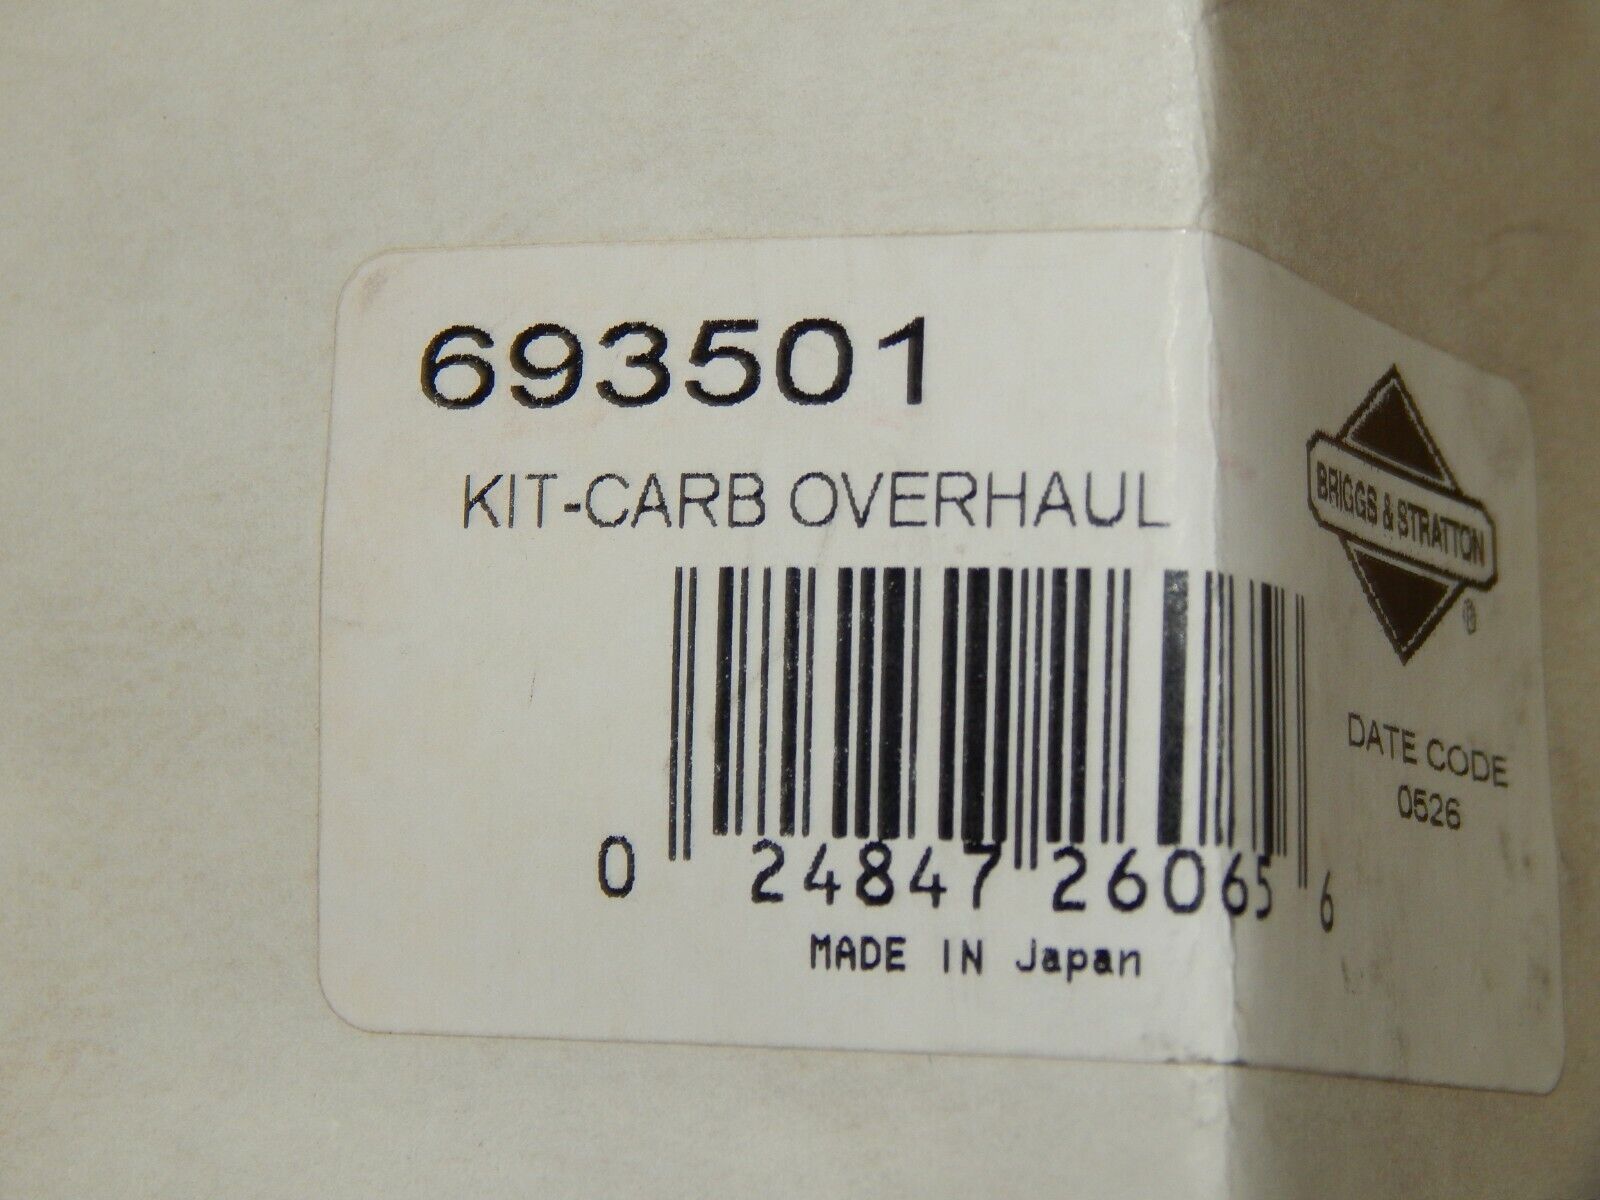 693501
KIT-CARB OVERHAUL
BRIGGS & STRATTON
®
DATE CODE
0526
0 24847 26065 6
MADE IN Japan